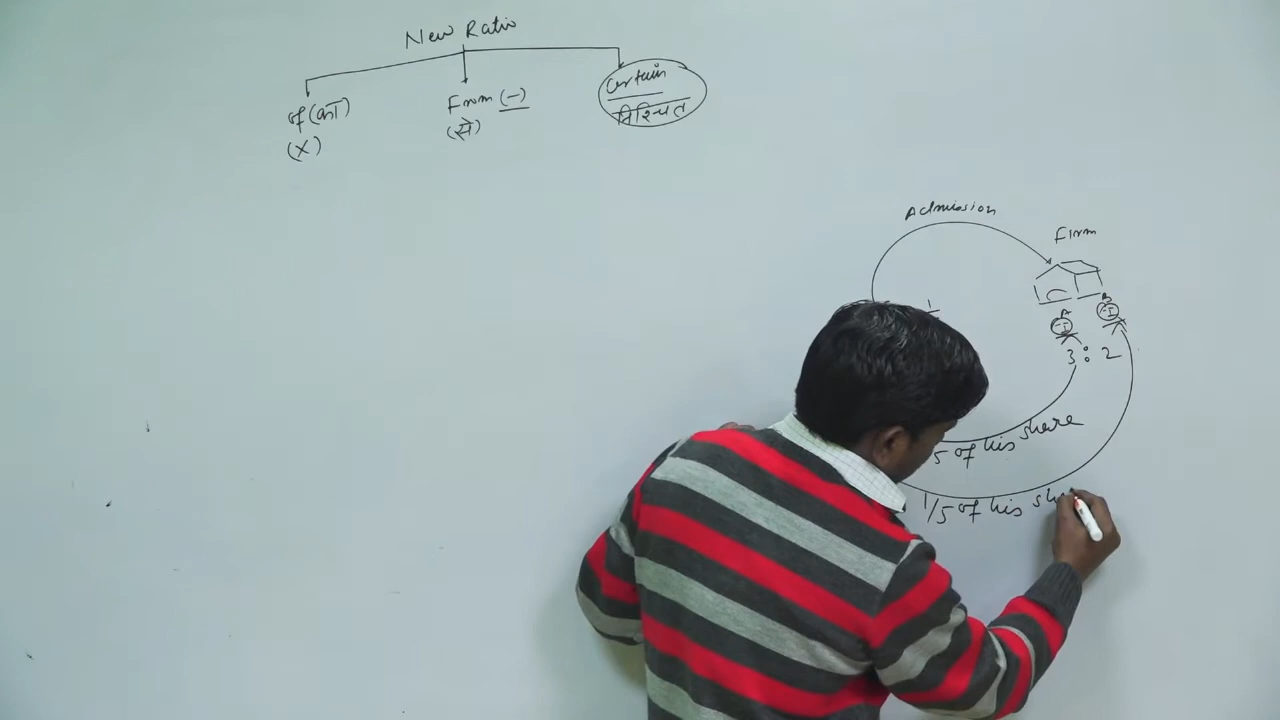 New Ratio
of (का)
(×)
From (-)
(से)
Certain
निश्चित
Admission
Firm
A B
3 : 2
5 of his share
1/5 of his sh